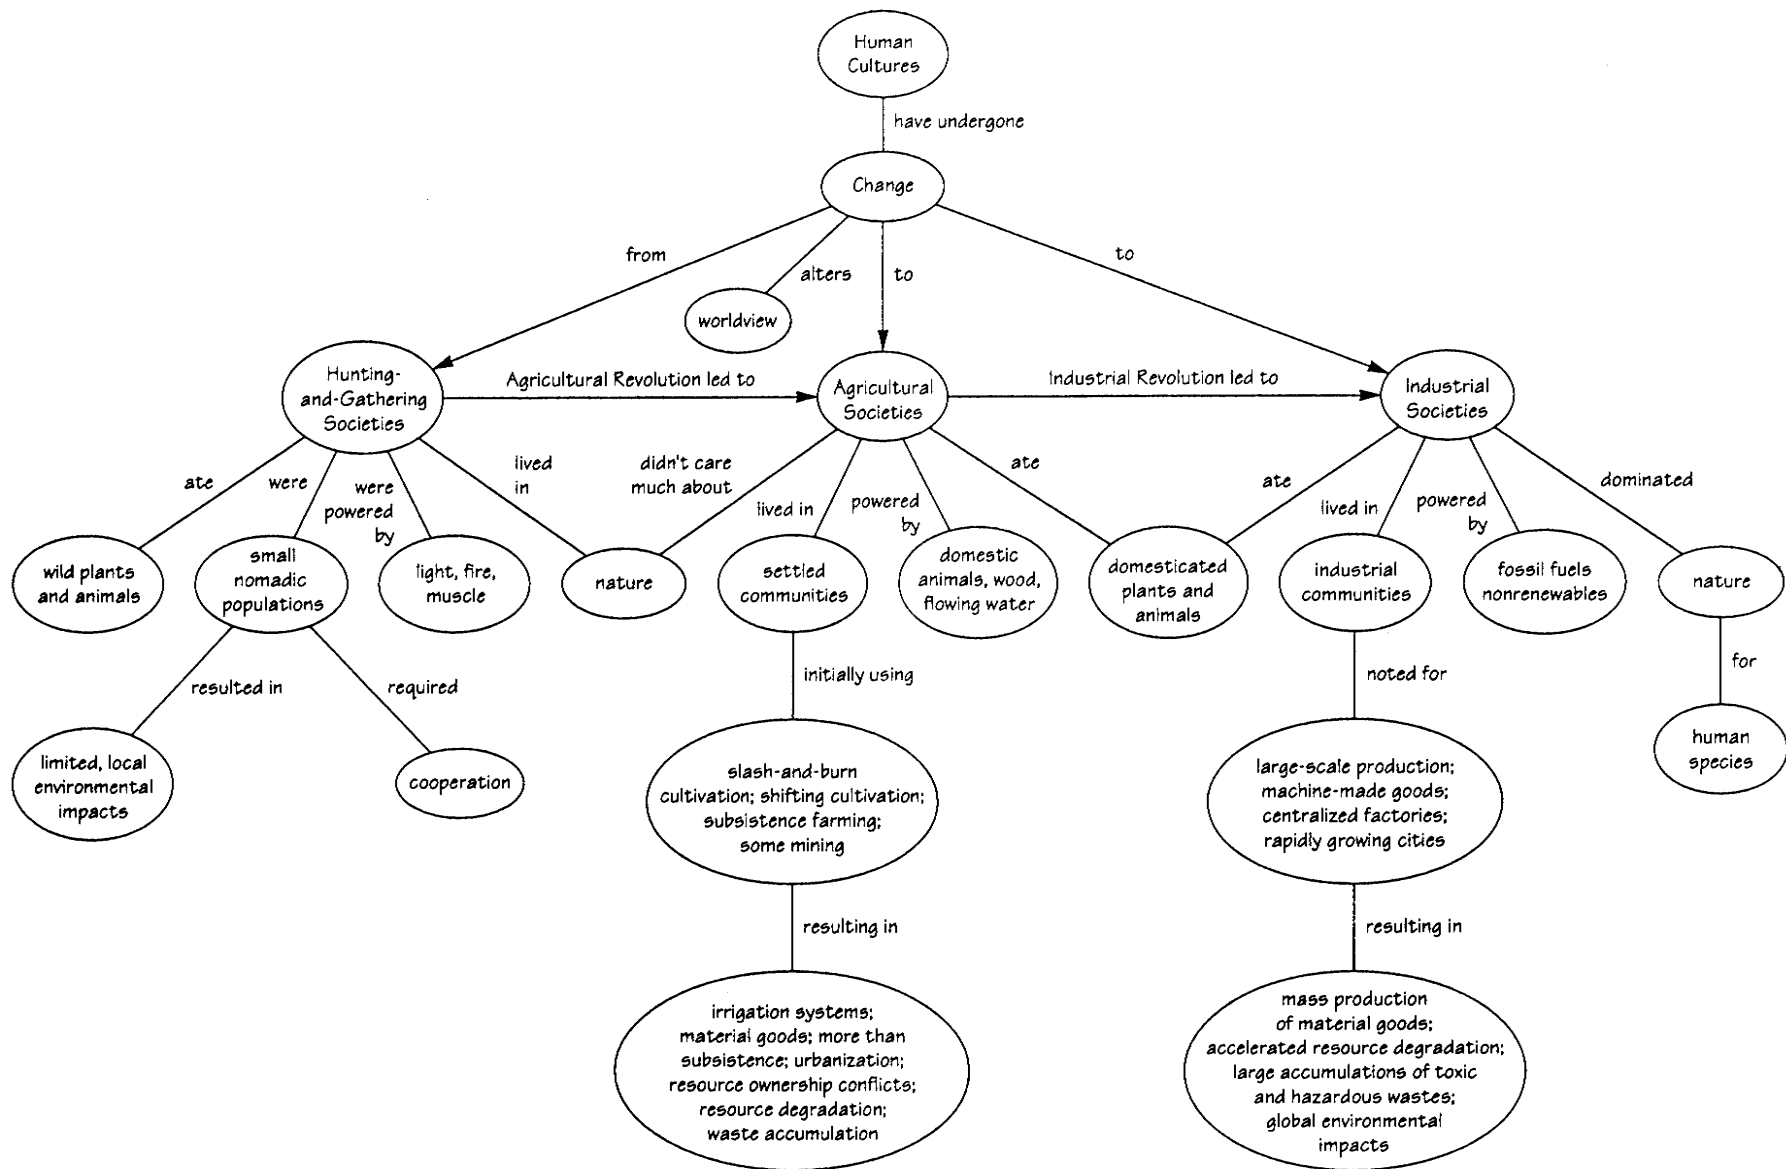 Human
Cultures
have undergone
Change
from
alters
to
to
worldview
Hunting-
and-Gathering
Societies
Agricultural Revolution led to
Agricultural
Societies
Industrial Revolution led to
Industrial
Societies
ate
were
were
powered
by
lived
in
didn't care
much about
lived in
powered
by
ate
ate
lived in
powered
by
dominated
wild plants
and animals
small
nomadic
populations
light, fire,
muscle
nature
settled
communities
domestic
animals, wood,
flowing water
domesticated
plants and
animals
industrial
communities
fossil fuels
nonrenewables
nature
resulted in
required
initially using
noted for
for
limited, local
environmental
impacts
cooperation
slash-and-burn
cultivation; shifting cultivation;
subsistence farming;
some mining
large-scale production;
machine-made goods;
centralized factories;
rapidly growing cities
human
species
resulting in
resulting in
irrigation systems;
material goods; more than
subsistence; urbanization;
resource ownership conflicts;
resource degradation;
waste accumulation
mass production
of material goods;
accelerated resource degradation;
large accumulations of toxic
and hazardous wastes;
global environmental
impacts